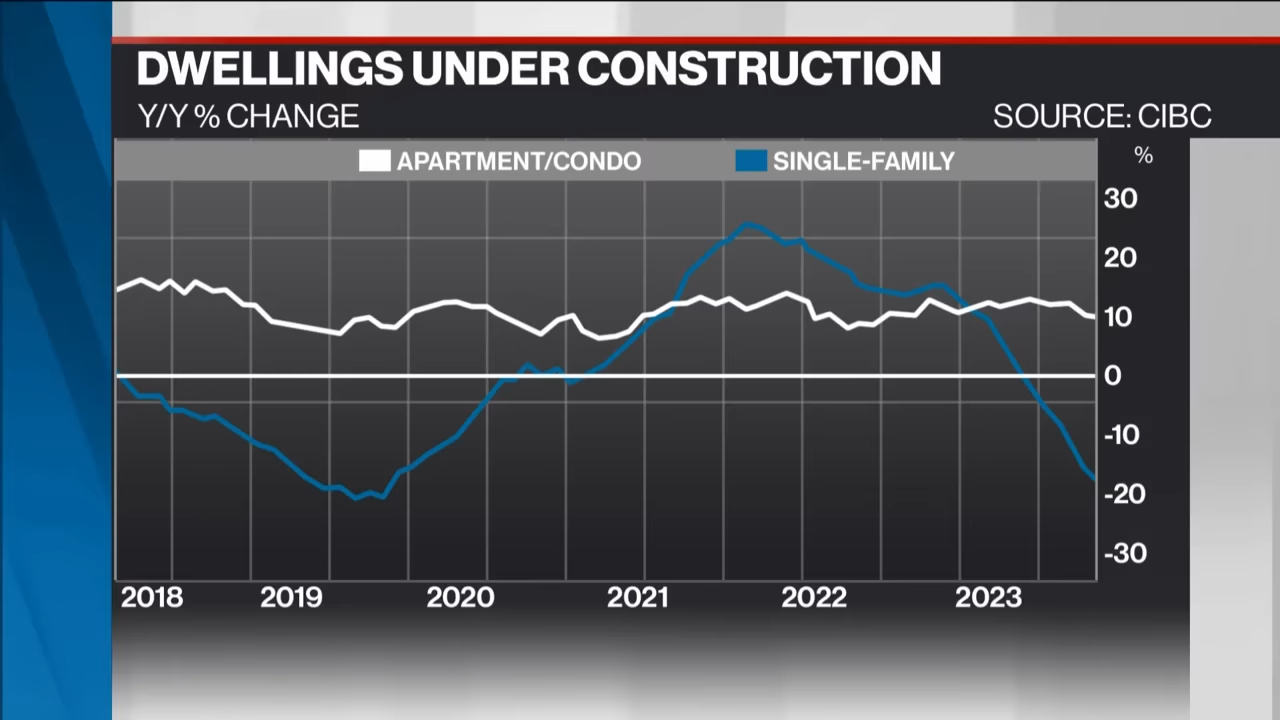 DWELLINGS UNDER CONSTRUCTION
Y/Y % CHANGE
SOURCE: CIBC
APARTMENT/CONDO
SINGLE-FAMILY
%
30
20
10
0
-10
-20
-30
2018 2019 2020 2021 2022 2023